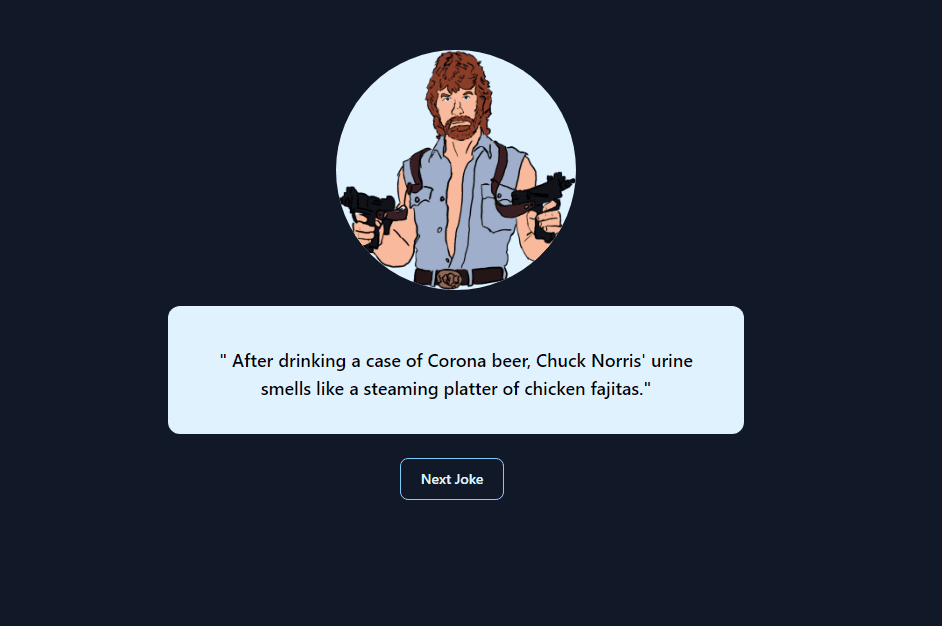 " After drinking a case of Corona beer, Chuck Norris' urine
smells like a steaming platter of chicken fajitas."
Next Joke